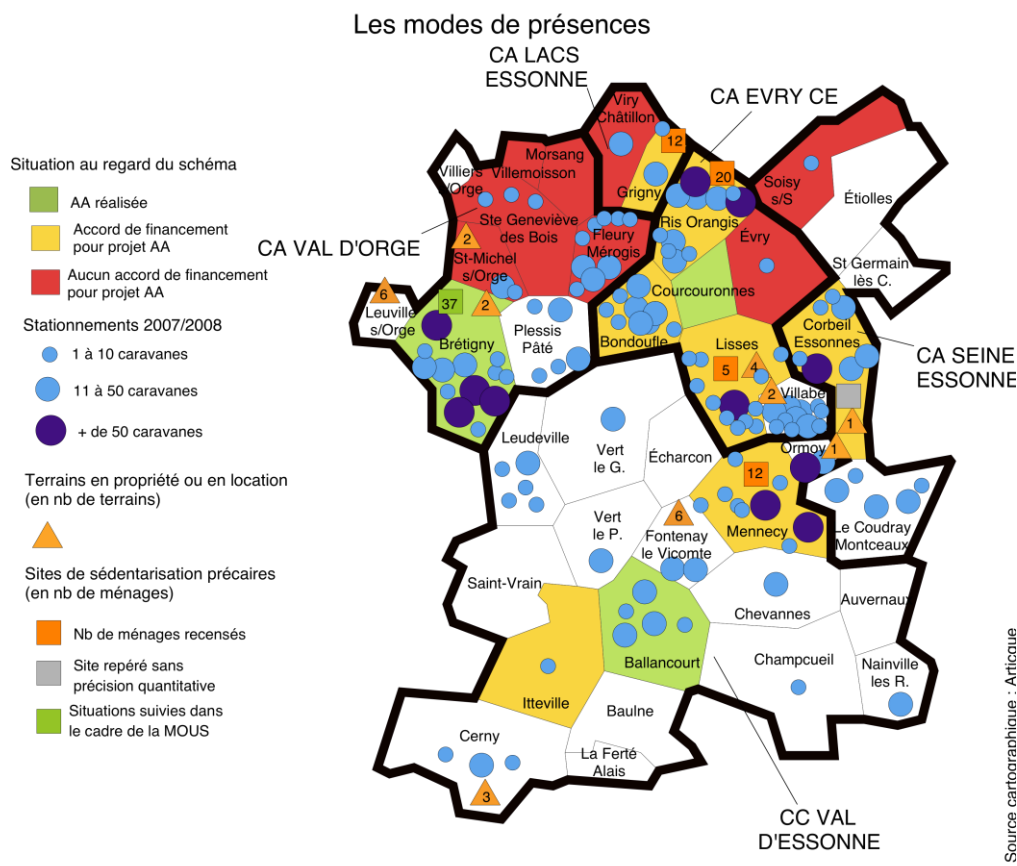 Les modes de présences
CA LACS
ESSONNE
CA EVRY CE
CA VAL D'ORGE
CA SEINE
ESSONNE
CC VAL
D'ESSONNE
Situation au regard du schéma
AA réalisée
Accord de financement
pour projet AA
Aucun accord de financement
pour projet AA
Stationnements 2007/2008
1 à 10 caravanes
11 à 50 caravanes
+ de 50 caravanes
Terrains en propriété ou en location
(en nb de terrains)
Sites de sédentarisation précaires
(en nb de ménages)
Nb de ménages recensés
Site repéré sans
précision quantitative
Situations suivies dans
le cadre de la MOUS
Viry
Châtillon
12
Grigny
20
Ris Orangis
Soisy
s/S
Étiolles
St Germain
lès C.
Évry
Courcouronnes
Morsang
Villemoisson
Villiers
s/Orge
Ste Geneviève
des Bois
2
St-Michel
s/Orge
Fleury
Mérogis
6
Leuville
s/Orge
37
2
Brétigny
Plessis
Pâté
Bondoufle
Lisses
5
4
2
Villabé
Corbeil
Essonnes
1
1
Ormoy
Leudeville
Vert
le G.
Écharcon
12
Mennecy
Le Coudray
Montceaux
Vert
le P.
6
Fontenay
le Vicomte
Saint-Vrain
Chevannes
Auvernaux
Ballancourt
Champcueil
Nainville
les R.
Itteville
Baulne
Cerny
3
La Ferté
Alais
Source cartographique : Articque